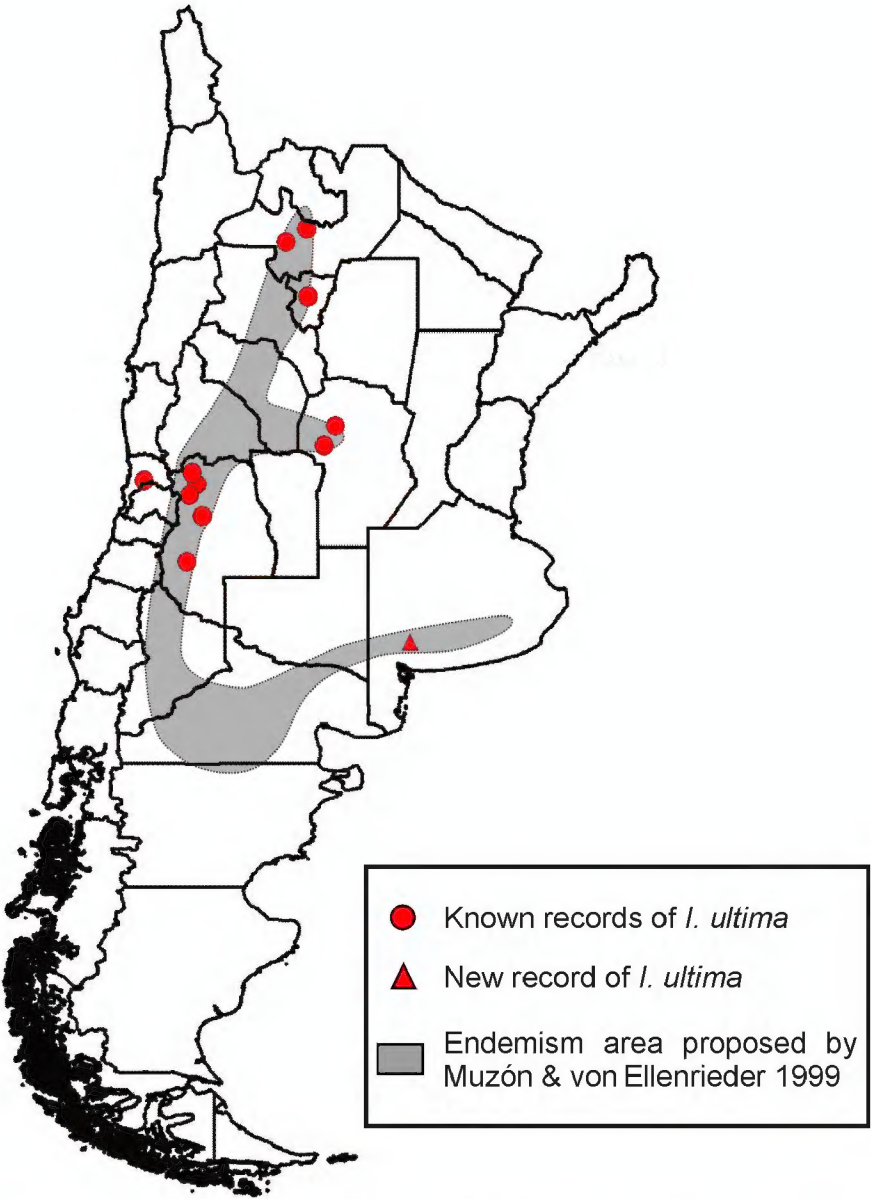 Known records of I. ultima
New record of I. ultima
Endemism area proposed by
Muzón & von Ellenrieder 1999